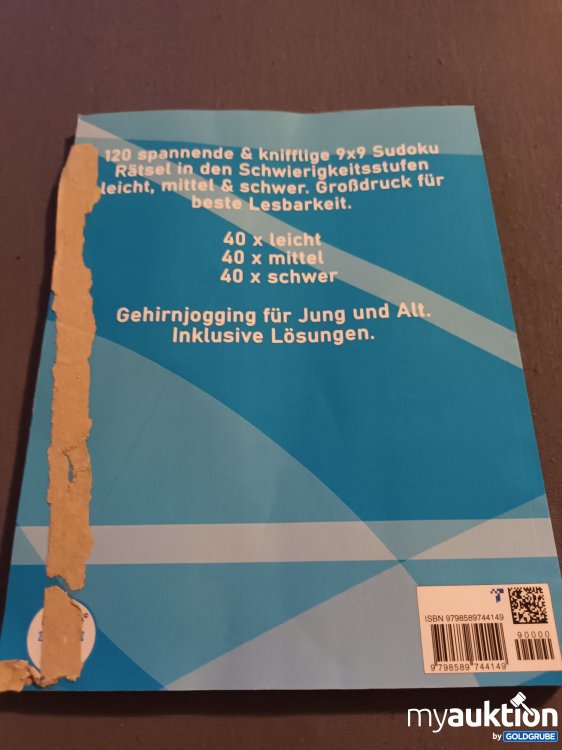 120 spannende & knifflige 9x9 Sudoku
Rätsel in den Schwierigkeitsstufen
leicht, mittel & schwer. Großdruck für
beste Lesbarkeit.
40 x leicht
40 x mittel
40 x schwer
Gehirnjogging für Jung und Alt.
Inklusive Lösungen.
ISBN 9798589744149
90000
9 798589 744149
myauktion
by GOLDGRUBE